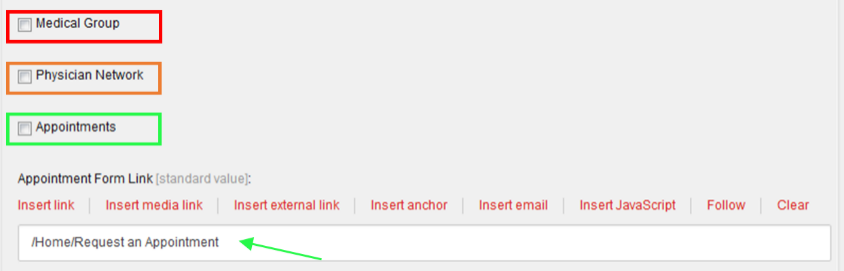 Medical Group
Physician Network
Appointments
Appointment Form Link [standard value]:
Insert link Insert media link Insert external link Insert anchor Insert email Insert JavaScript Follow Clear
/Home/Request an Appointment